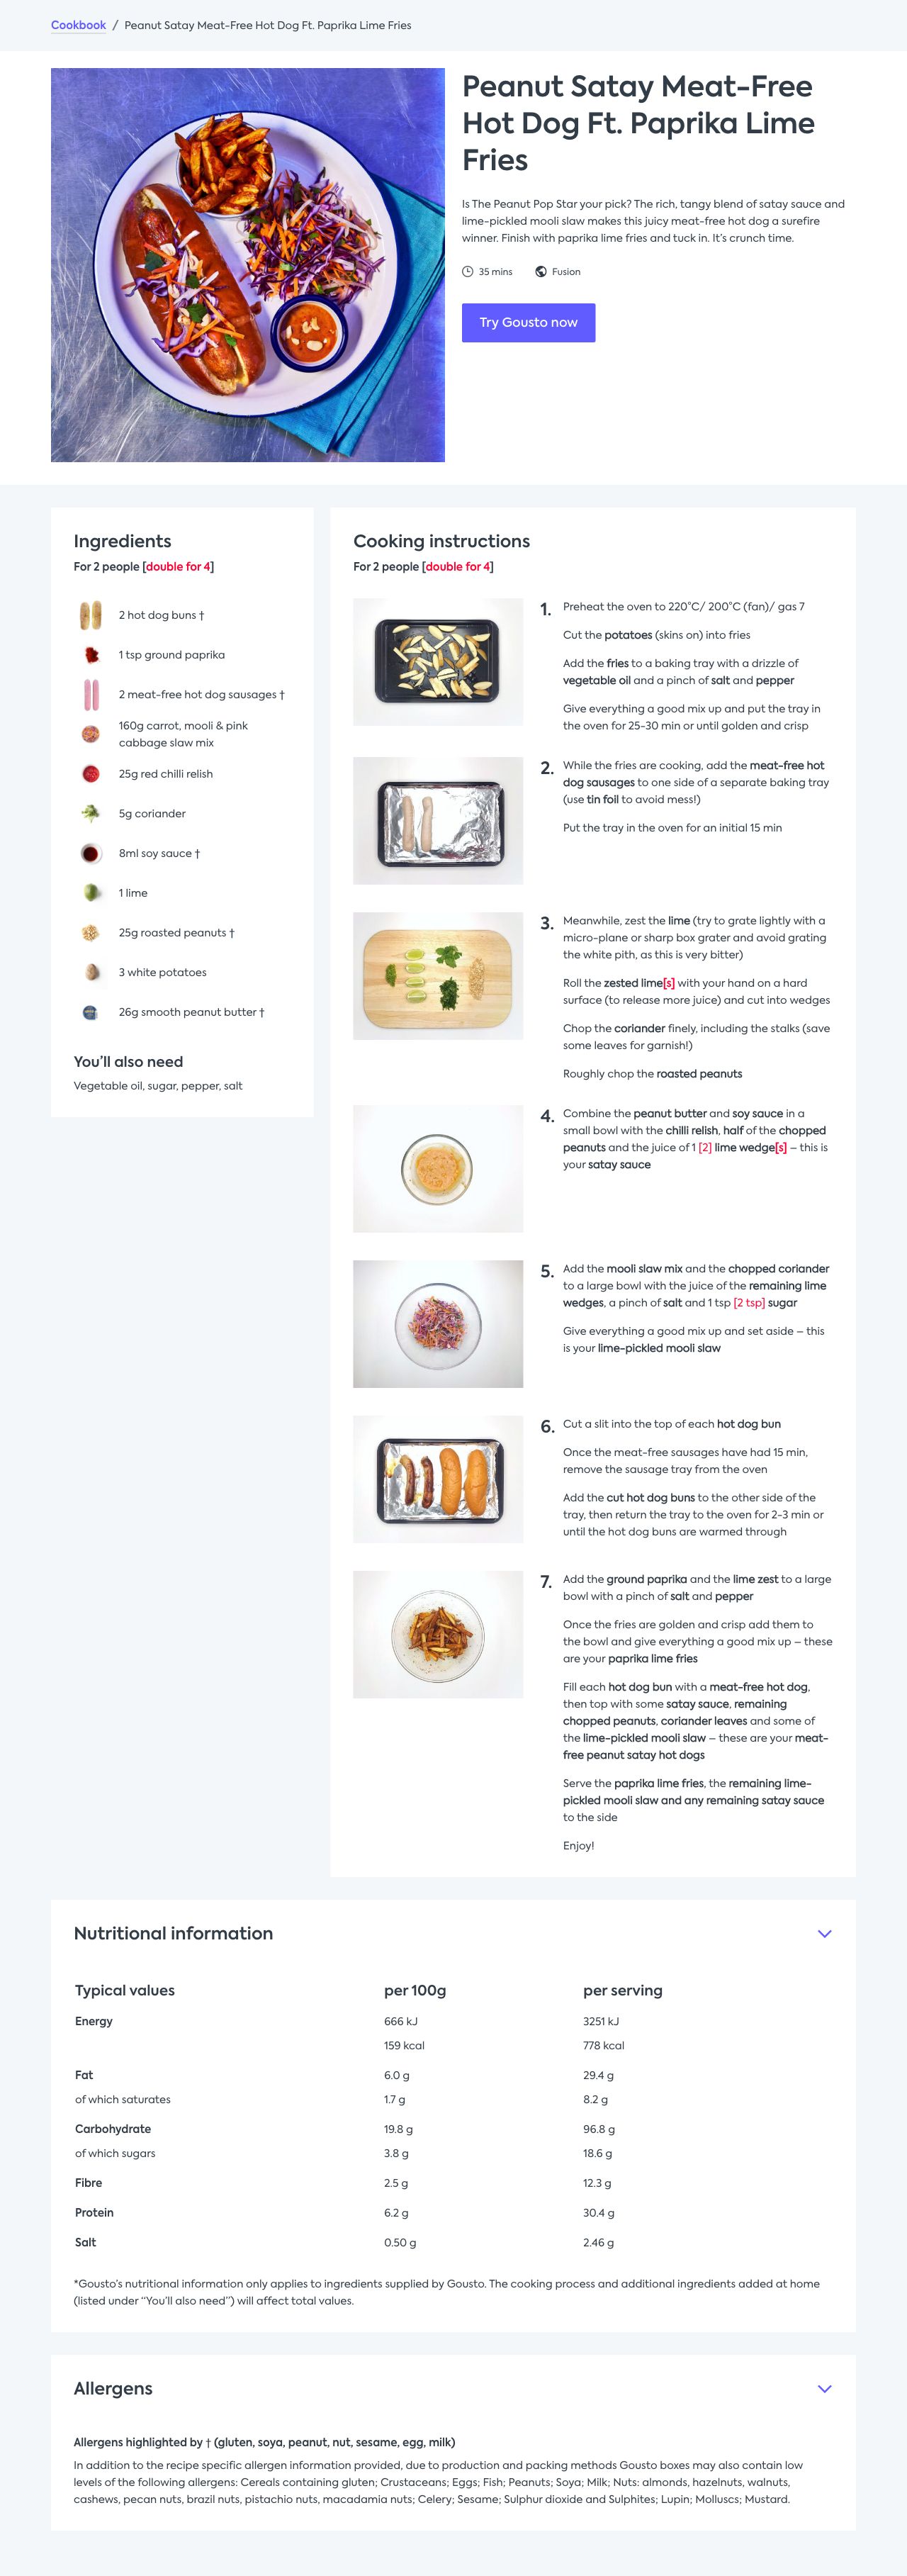 Cookbook / Peanut Satay Meat-Free Hot Dog Ft. Paprika Lime Fries
Peanut Satay Meat-Free
Hot Dog Ft. Paprika Lime
Fries
Is The Peanut Pop Star your pick? The rich, tangy blend of satay sauce and
lime-pickled mooli slaw makes this juicy meat-free hot dog a surefire
winner. Finish with paprika lime fries and tuck in. It's crunch time.
35 mins Fusion
Try Gousto now
Ingredients
For 2 people [double for 4]
2 hot dog buns †
1 tsp ground paprika
2 meat-free hot dog sausages †
160g carrot, mooli & pink
cabbage slaw mix
25g red chilli relish
5g coriander
8ml soy sauce †
1 lime
25g roasted peanuts †
3 white potatoes
26g smooth peanut butter †
You'll also need
Vegetable oil, sugar, pepper, salt
Cooking instructions
For 2 people [double for 4]
1. Preheat the oven to 220°C/ 200°C (fan)/ gas 7
Cut the potatoes (skins on) into fries
Add the fries to a baking tray with a drizzle of
vegetable oil and a pinch of salt and pepper
Give everything a good mix up and put the tray in
the oven for 25-30 min or until golden and crisp
2. While the fries are cooking, add the meat-free hot
dog sausages to one side of a separate baking tray
(use tin foil to avoid mess!)
Put the tray in the oven for an initial 15 min
3. Meanwhile, zest the lime (try to grate lightly with a
micro-plane or sharp box grater and avoid grating
the white pith, as this is very bitter)
Roll the zested lime[s] with your hand on a hard
surface (to release more juice) and cut into wedges
Chop the coriander finely, including the stalks (save
some leaves for garnish!)
Roughly chop the roasted peanuts
4. Combine the peanut butter and soy sauce in a
small bowl with the chilli relish, half of the chopped
peanuts and the juice of 1 [2] lime wedge[s] – this is
your satay sauce
5. Add the mooli slaw mix and the chopped coriander
to a large bowl with the juice of the remaining lime
wedges, a pinch of salt and 1 tsp [2 tsp] sugar
Give everything a good mix up and set aside – this
is your lime-pickled mooli slaw
6. Cut a slit into the top of each hot dog bun
Once the meat-free sausages have had 15 min,
remove the sausage tray from the oven
Add the cut hot dog buns to the other side of the
tray, then return the tray to the oven for 2-3 min or
until the hot dog buns are warmed through
7. Add the ground paprika and the lime zest to a large
bowl with a pinch of salt and pepper
Once the fries are golden and crisp add them to
the bowl and give everything a good mix up – these
are your paprika lime fries
Fill each hot dog bun with a meat-free hot dog,
then top with some satay sauce, remaining
chopped peanuts, coriander leaves and some of
the lime-pickled mooli slaw – these are your meat-
free peanut satay hot dogs
Serve the paprika lime fries, the remaining lime-
pickled mooli slaw and any remaining satay sauce
to the side
Enjoy!
Nutritional information
Typical values per 100g per serving
Energy 666 kJ 3251 kJ
159 kcal 778 kcal
Fat 6.0 g 29.4 g
of which saturates 1.7 g 8.2 g
Carbohydrate 19.8 g 96.8 g
of which sugars 3.8 g 18.6 g
Fibre 2.5 g 12.3 g
Protein 6.2 g 30.4 g
Salt 0.50 g 2.46 g
*Gousto's nutritional information only applies to ingredients supplied by Gousto. The cooking process and additional ingredients added at home
(listed under “You'll also need”) will affect total values.
Allergens
Allergens highlighted by † (gluten, soya, peanut, nut, sesame, egg, milk)
In addition to the recipe specific allergen information provided, due to production and packing methods Gousto boxes may also contain low
levels of the following allergens: Cereals containing gluten; Crustaceans; Eggs; Fish; Peanuts; Soya; Milk; Nuts: almonds, hazelnuts, walnuts,
cashews, pecan nuts, brazil nuts, pistachio nuts, macadamia nuts; Celery; Sesame; Sulphur dioxide and Sulphites; Lupin; Molluscs; Mustard.